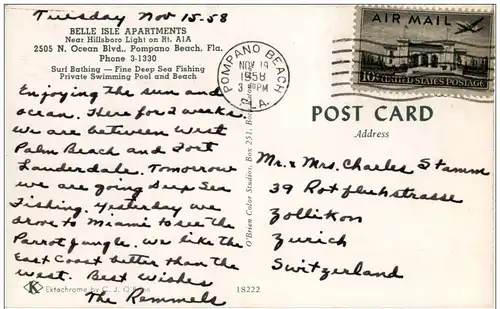 Tuesday Nov 15-58
BELLE ISLE APARTMENTS
Near Hillsboro Light on Rt. A1A
2505 N. Ocean Blvd., Pompano Beach, Fla.
Phone 3-1330
Surf Bathing — Fine Deep Sea Fishing
Private Swimming Pool and Beach
Enjoying the sun and
ocean. Here for 2 weeks.
We are between West
Palm Beach and Fort
Lauderdale. Tomorrow
we are going Deep Sea
Fishing. Yesterday we
drove to Miami to see the
Parrot Jungle. We like the
East Coast better than the
west. Best Wishes
The Remmels
K Ektachrome by C. J. O'Brien
18222
O'Brien Color Studios, Box 251, Boca
POMPANO BEACH
NOV 19
1958
PM
FLA.
AIR MAIL
10¢ UNITED STATES POSTAGE
POST CARD
Address
Mr. & Mrs. Charles Stamm
39 Rotfluhstrasse
Zollikon
Zurich
Switzerland